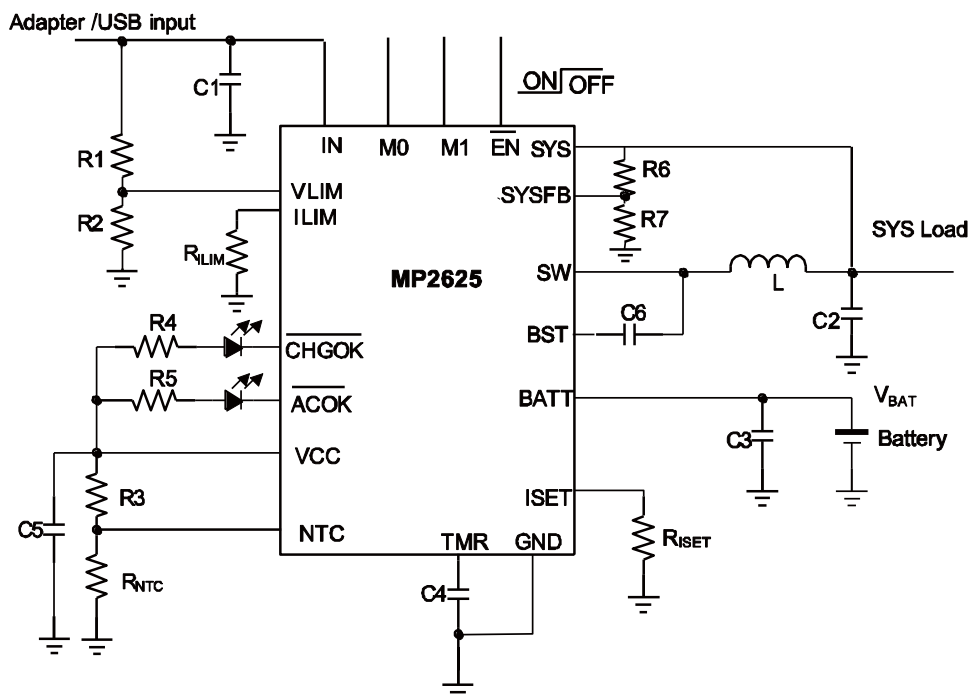 Adapter /USB input
C1
ON OFF
IN M0 M1 EN SYS
R1
R6
VLIM
SYSFB
R2
ILIM
R7
SYS Load
RILIM
MP2625
SW
L
R4
C6
C2
CHGOK
BST
R5
ACOK
BATT
VBAT
C3
Battery
VCC
R3
ISET
C5
NTC
TMR GND
RISET
RNTC
C4